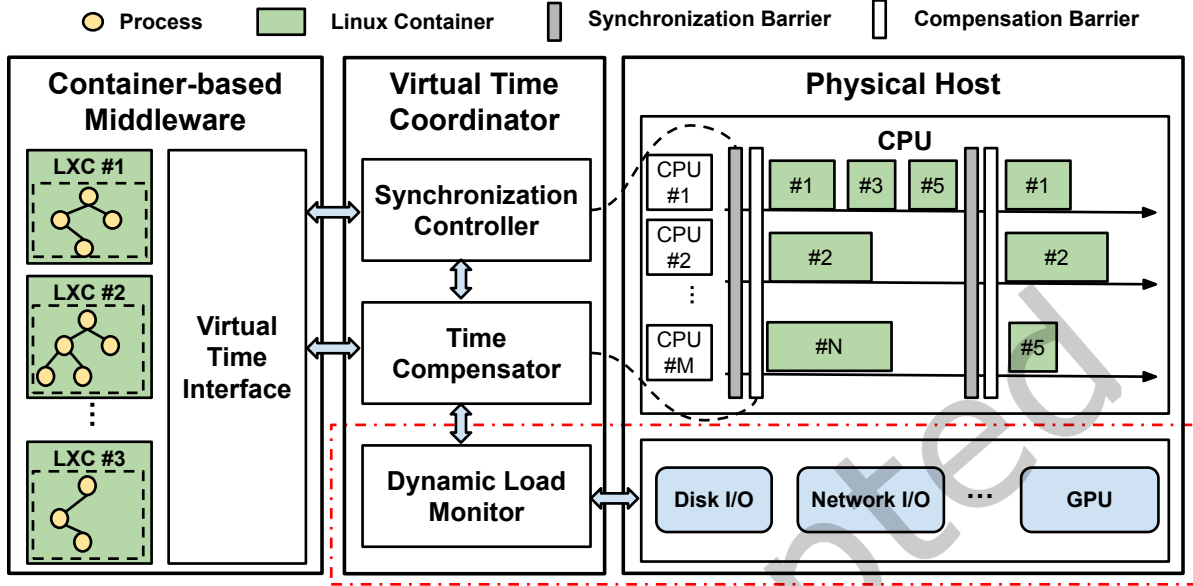 Process
Linux Container
Synchronization Barrier
Compensation Barrier
Container-based
Middleware
LXC #1
LXC #2
⋮
LXC #3
Virtual
Time
Interface
Virtual Time
Coordinator
Synchronization
Controller
Time
Compensator
Dynamic Load
Monitor
Physical Host
CPU
CPU
#1
#1
#3
#5
#1
CPU
#2
#2
#2
⋮
CPU
#M
#N
#5
Disk I/O
Network I/O
...
GPU